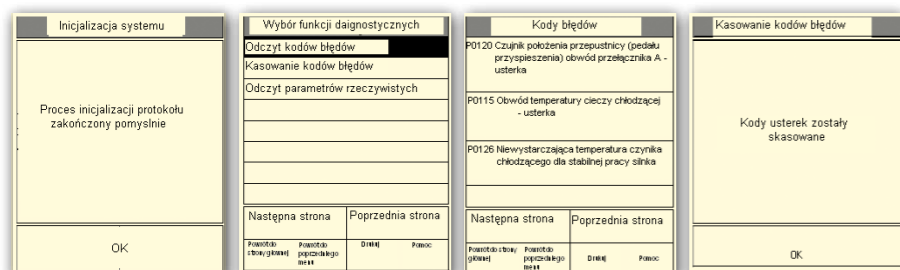 Inicjalizacja systemu
Proces inicjalizacji protokołu
zakończony pomyslnie
OK
Wybór funkcji daignostycznych
Odczyt kodów błędów
Kasowanie kodów błędów
Odczyt parametrów rzeczywistych
Następna strona
Poprzednia strona
Powrót do
strony głównej
Powrót do
poprzedniego
menu
Drukuj
Pomoc
Kody błędów
P0120 Czujnik położenia przepustnicy (pedału
przyspieszenia) obwód przełącznika A -
usterka
P0115 Obwód temperatury cieczy chłodzącej
- usterka
P0126 Niewystarczająca temperatura czynika
chłodzącego dla stabilnej pracy silnka
Następna strona
Poprzednia strona
Powrót do strony
głównej
Powrót do
poprzedniego
menu
Drukuj
Pomoc
Kasowanie kodów błędów
Kody usterek zostały
skasowane
OK